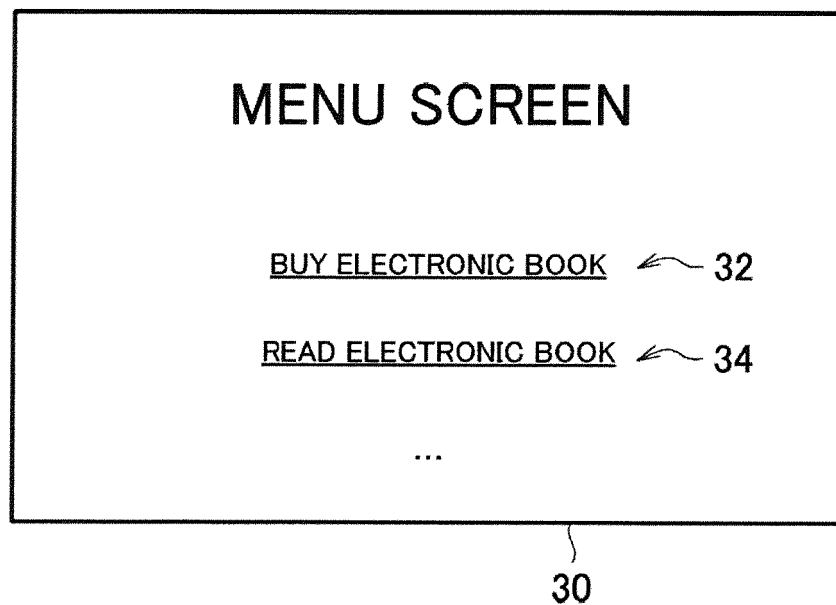 MENU SCREEN
BUY ELECTRONIC BOOK 32
READ ELECTRONIC BOOK 34
...
30